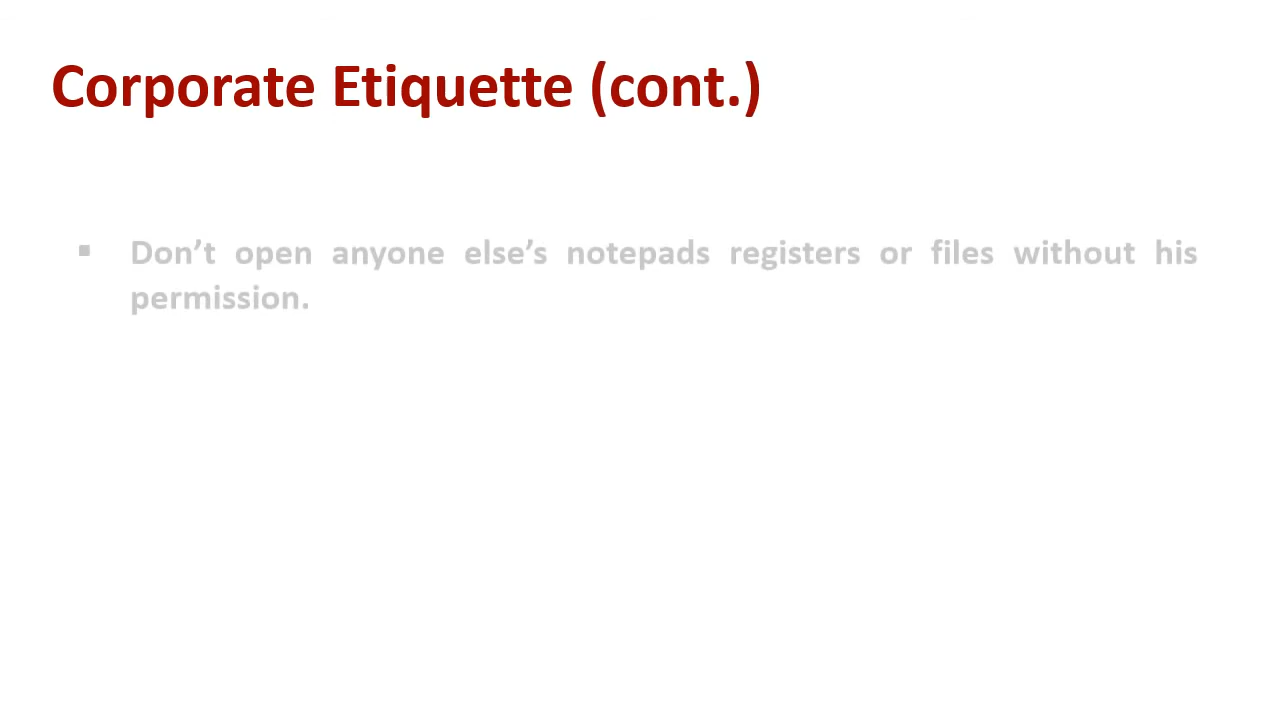 Corporate Etiquette (cont.)
▪ Don’t open anyone else’s notepads registers or files without his
permission.